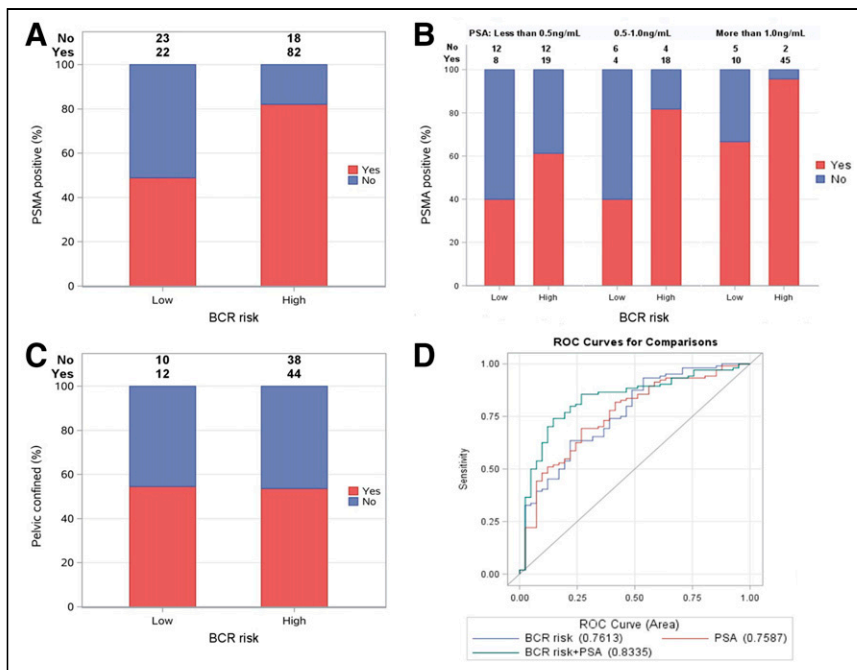 A
No 23 18
Yes 22 82
100
80
60
40
20
0
PSMA positive (%)
Yes
No
Low High
BCR risk
B
PSA: Less than 0.5ng/mL 0.5-1.0ng/mL More than 1.0ng/mL
No 12 12 6 4 5 2
Yes 8 19 4 18 10 45
100
80
60
40
20
0
PSMA positive (%)
Yes
No
Low High Low High Low High
BCR risk
C
No 10 38
Yes 12 44
100
80
60
40
20
0
Pelvic confined (%)
Yes
No
Low High
BCR risk
D
ROC Curves for Comparisons
1.00
0.75
0.50
0.25
0.00
Sensitivity
0.00 0.25 0.50 0.75 1.00
ROC Curve (Area)
BCR risk (0.7613) PSA (0.7587)
BCR risk+PSA (0.8335)